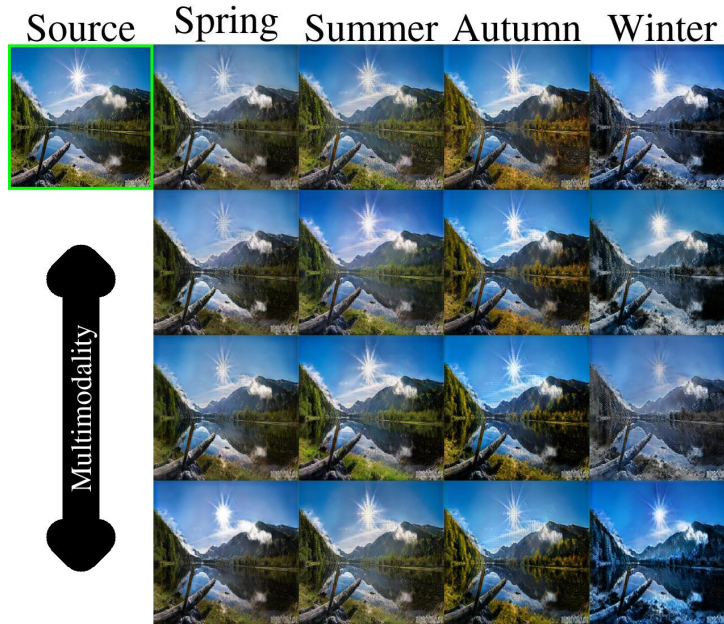 Source
Spring
Summer
Autumn
Winter
Multimodality